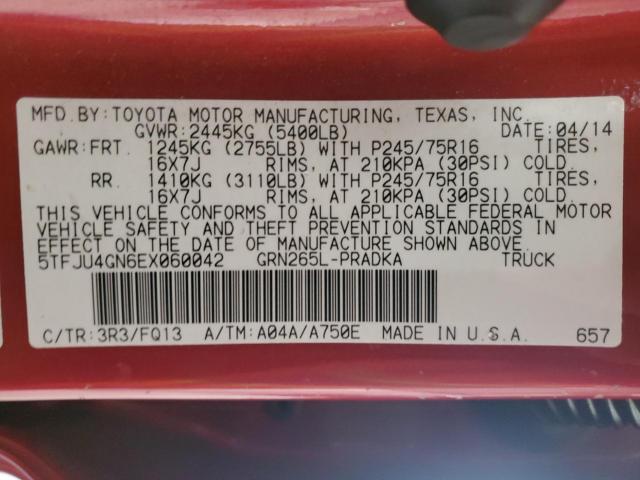 MFD.BY:TOYOTA MOTOR MANUFACTURING, TEXAS, INC.
GVWR:2445KG (5400LB) DATE:04/14
GAWR:FRT. 1245KG (2755LB) WITH P245/75R16 TIRES,
16X7J RIMS, AT 210KPA (30PSI) COLD.
RR. 1410KG (3110LB) WITH P245/75R16 TIRES,
16X7J RIMS, AT 210KPA (30PSI) COLD.
THIS VEHICLE CONFORMS TO ALL APPLICABLE FEDERAL MOTOR
VEHICLE SAFETY AND THEFT PREVENTION STANDARDS IN
EFFECT ON THE DATE OF MANUFACTURE SHOWN ABOVE.
5TFJU4GN6EX060042 GRN265L-PRADKA TRUCK
C/TR:3R3/FQ13 A/TM:A04A/A750E MADE IN U.S.A. 657